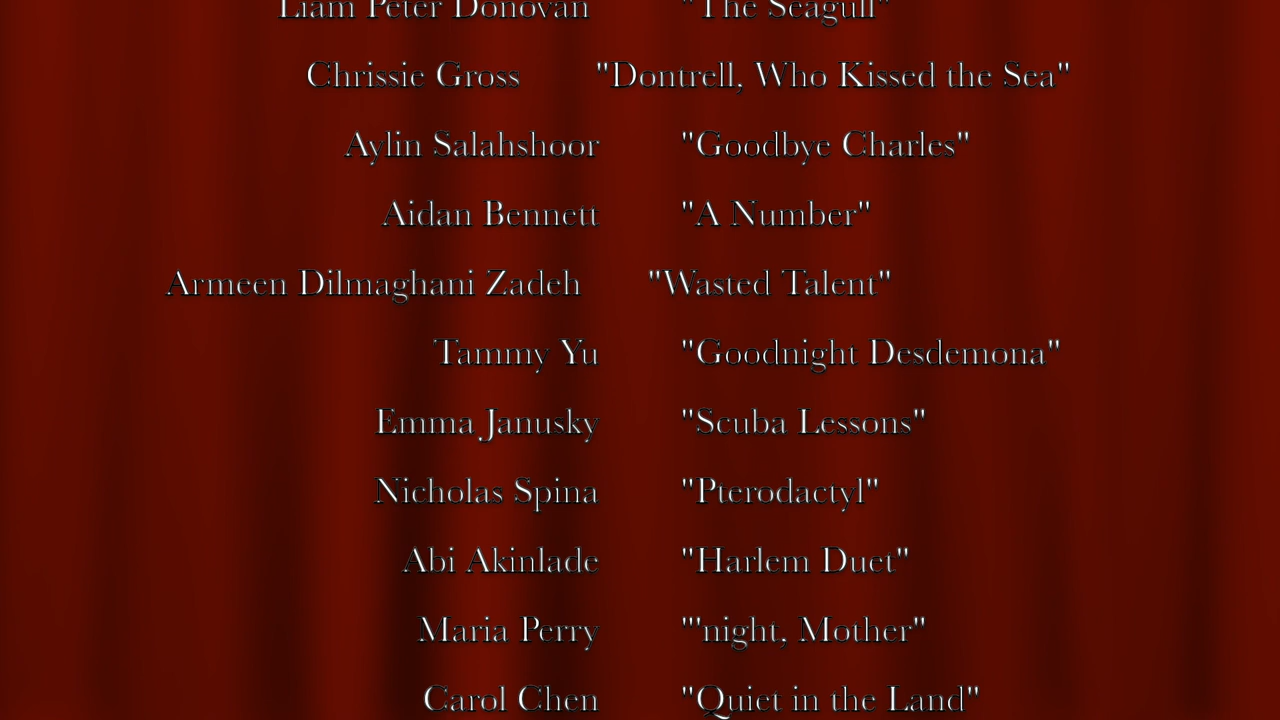 Liam Peter Donovan "The Seagull"
Chrissie Gross "Dontrell, Who Kissed the Sea"
Aylin Salahshoor "Goodbye Charles"
Aidan Bennett "A Number"
Armeen Dilmaghani Zadeh "Wasted Talent"
Tammy Yu "Goodnight Desdemona"
Emma Janusky "Scuba Lessons"
Nicholas Spina "Pterodactyl"
Abi Akinlade "Harlem Duet"
Maria Perry "'night, Mother"
Carol Chen "Quiet in the Land"